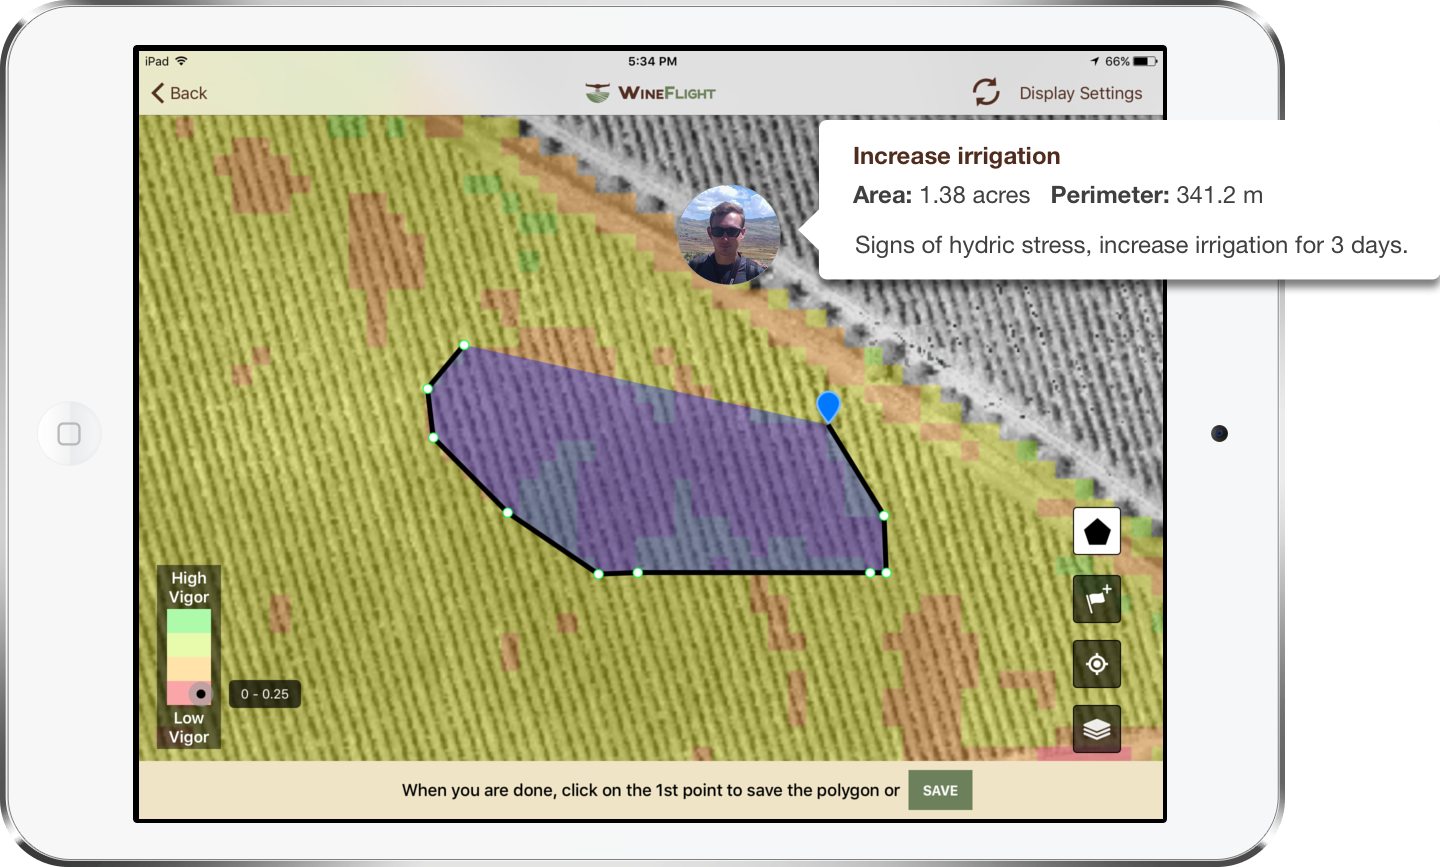 iPad
5:34 PM
66%
Back
WINEFLIGHT
Display Settings
Increase irrigation
Area: 1.38 acres Perimeter: 341.2 m
Signs of hydric stress, increase irrigation for 3 days.
High
Vigor
0 - 0.25
Low
Vigor
When you are done, click on the 1st point to save the polygon or
SAVE